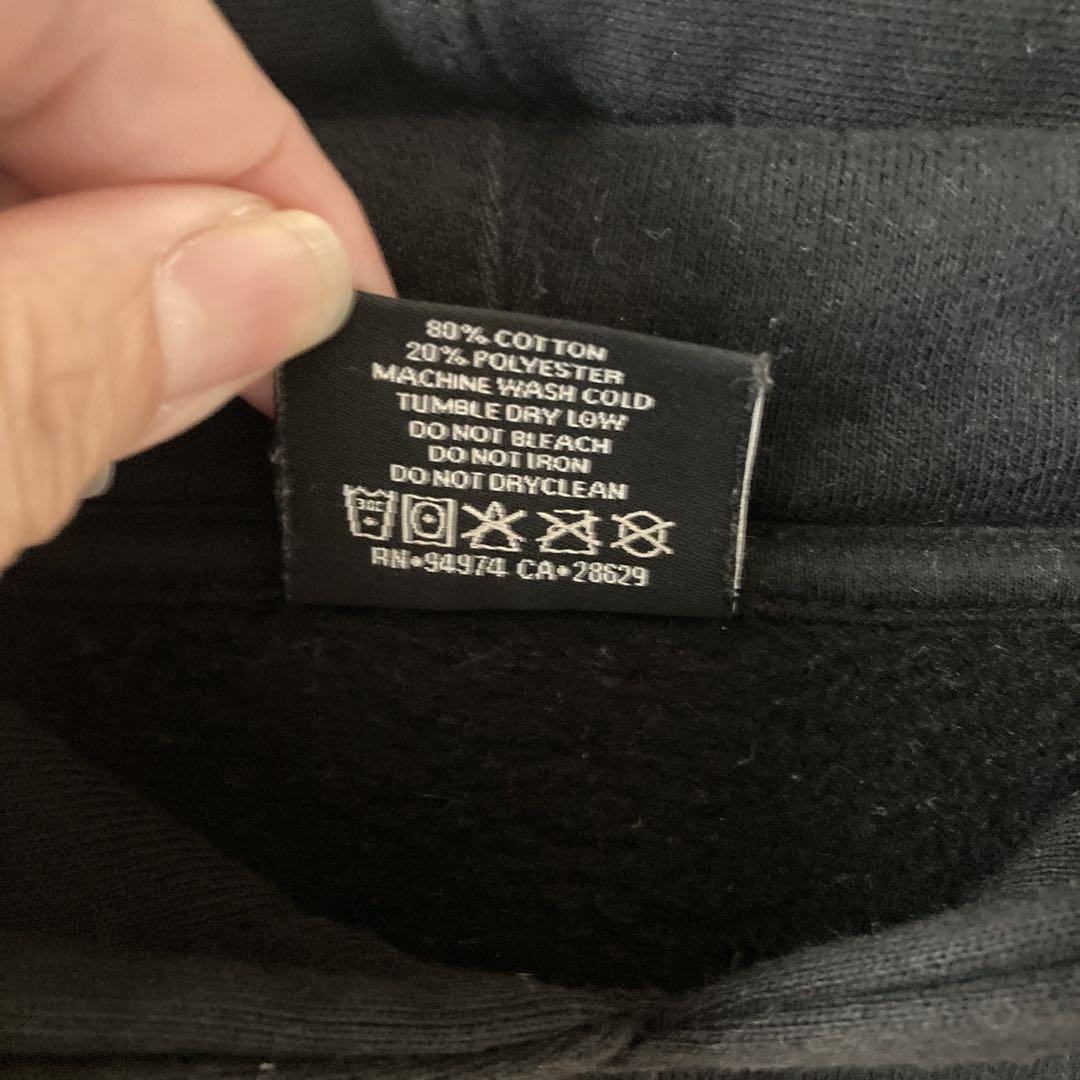 80% COTTON
20% POLYESTER
MACHINE WASH COLD
TUMBLE DRY LOW
DO NOT BLEACH
DO NOT IRON
DO NOT DRYCLEAN
30C
RN•94974 CA•28629